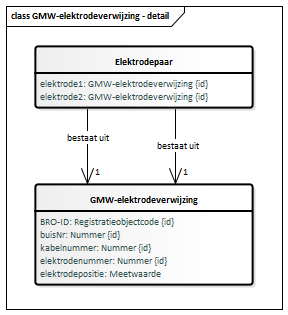 class GMW-elektrodeverwijzing - detail
Elektrodepaar
elektrode1: GMW-elektrodeverwijzing {id}
elektrode2: GMW-elektrodeverwijzing {id}
bestaat uit
bestaat uit
1
1
GMW-elektrodeverwijzing
BRO-ID: Registratieobjectcode {id}
buisNr: Nummer {id}
kabelnummer: Nummer {id}
elektrodenummer: Nummer {id}
elektrodepositie: Meetwaarde